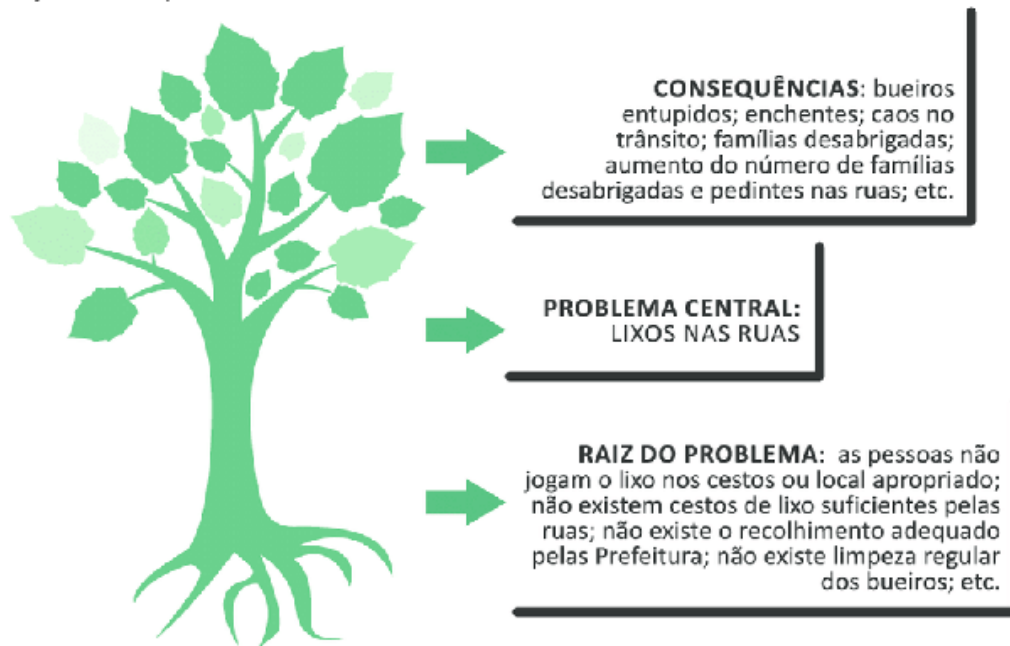 CONSEQUÊNCIAS: bueiros
entupidos; enchentes; caos no
trânsito; famílias desabrigadas;
aumento do número de famílias
desabrigadas e pedintes nas ruas; etc.
PROBLEMA CENTRAL:
LIXOS NAS RUAS
RAIZ DO PROBLEMA: as pessoas não
jogam o lixo nos cestos ou local apropriado;
não existem cestos de lixo suficientes pelas
ruas; não existe o recolhimento adequado
pelas Prefeitura; não existe limpeza regular
dos bueiros; etc.